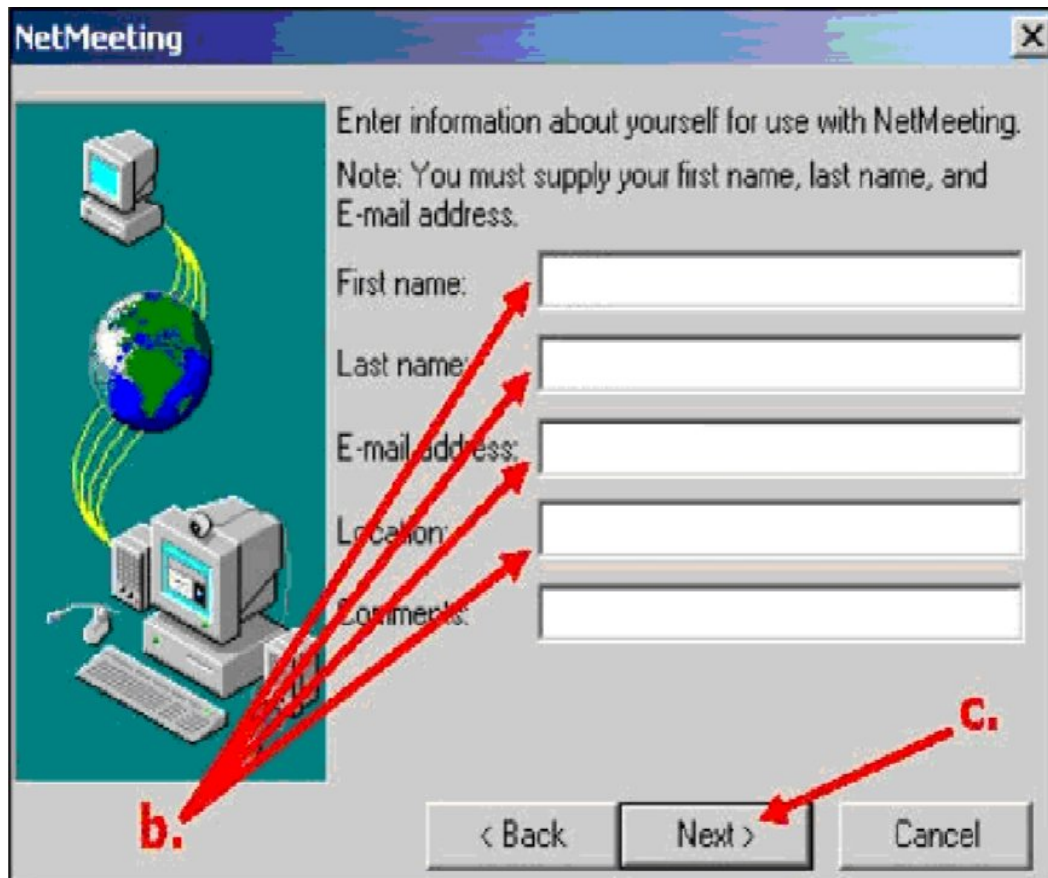 NetMeeting
Enter information about yourself for use with NetMeeting.
Note: You must supply your first name, last name, and
E-mail address.
First name:
Last name:
E-mail address:
Location:
Comments:
b.
c.
< Back
Next >
Cancel